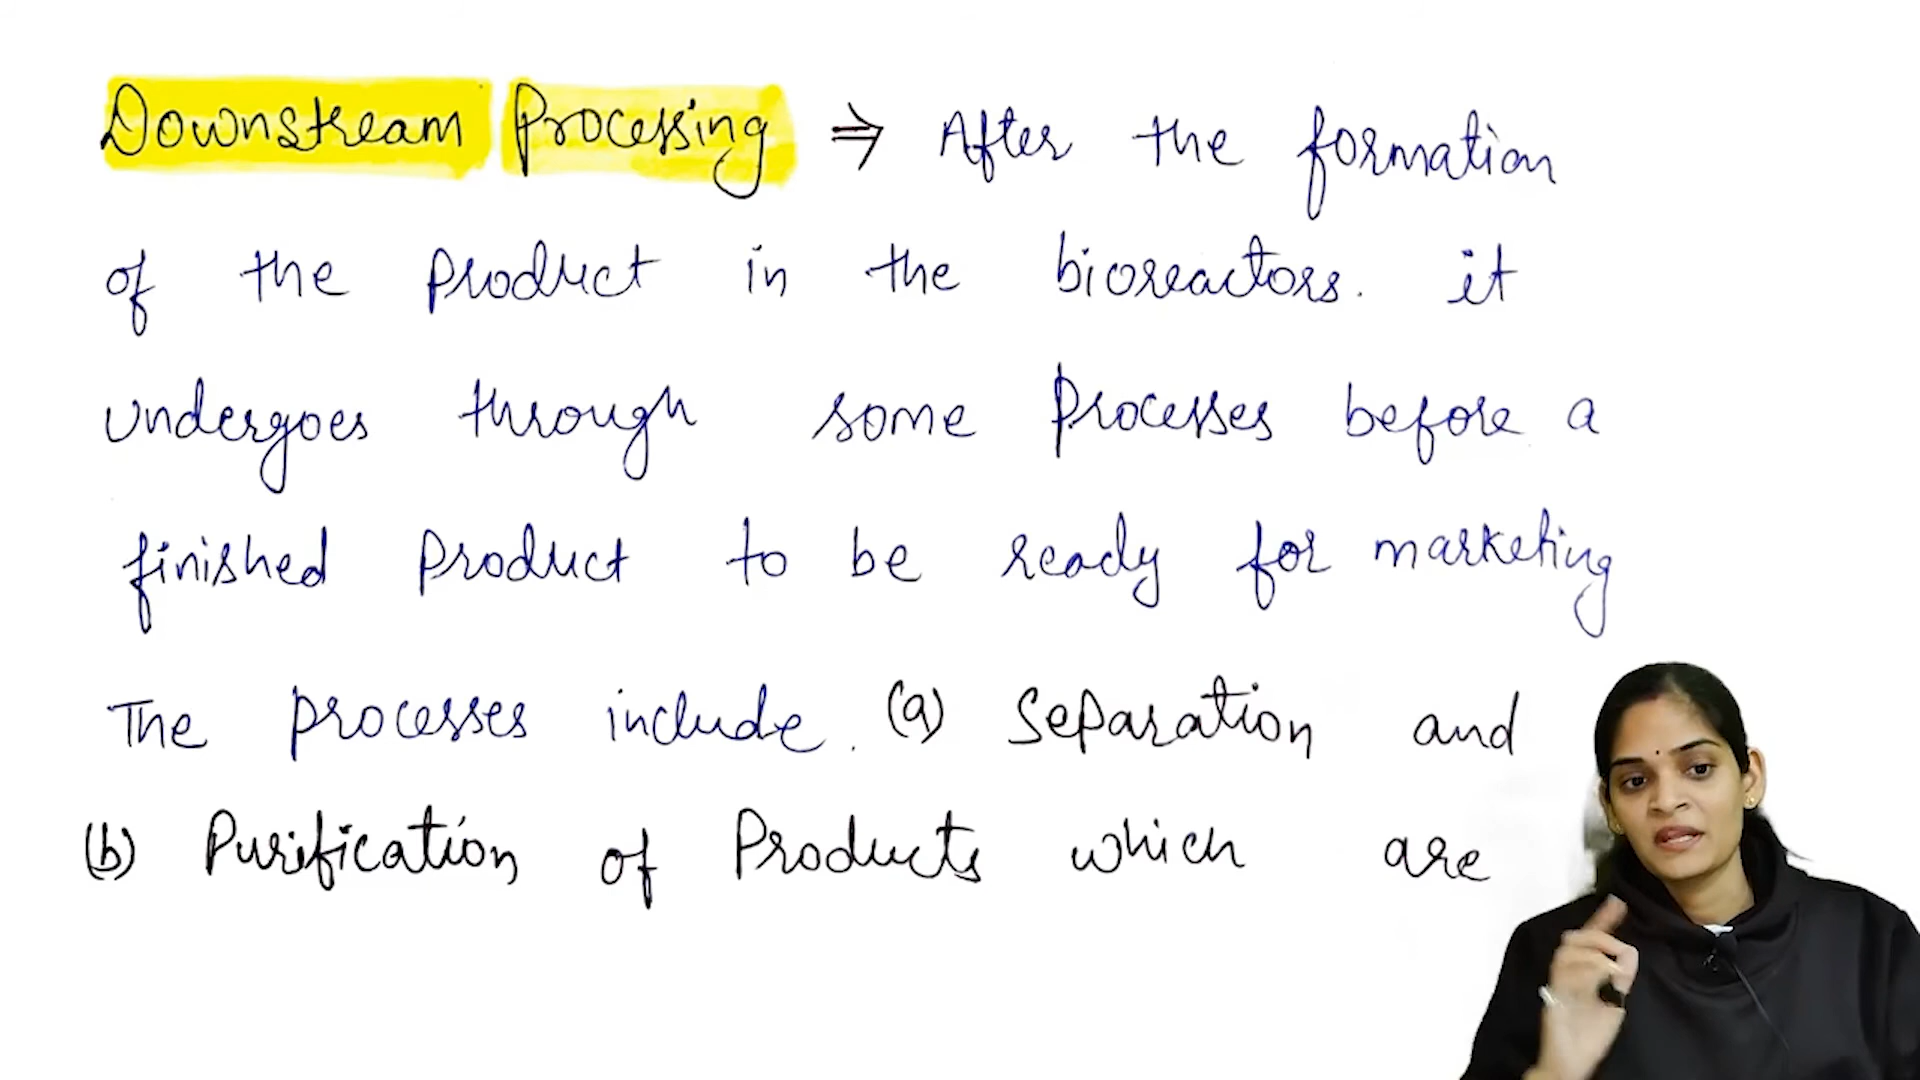 Downstream Processing ⇒ After the formation
of the Product in the bioreactors. it
undergoes through some Processes before a
finished Product to be ready for marketing
The processes include. (a) Separation and
(b) Purification of Products which are